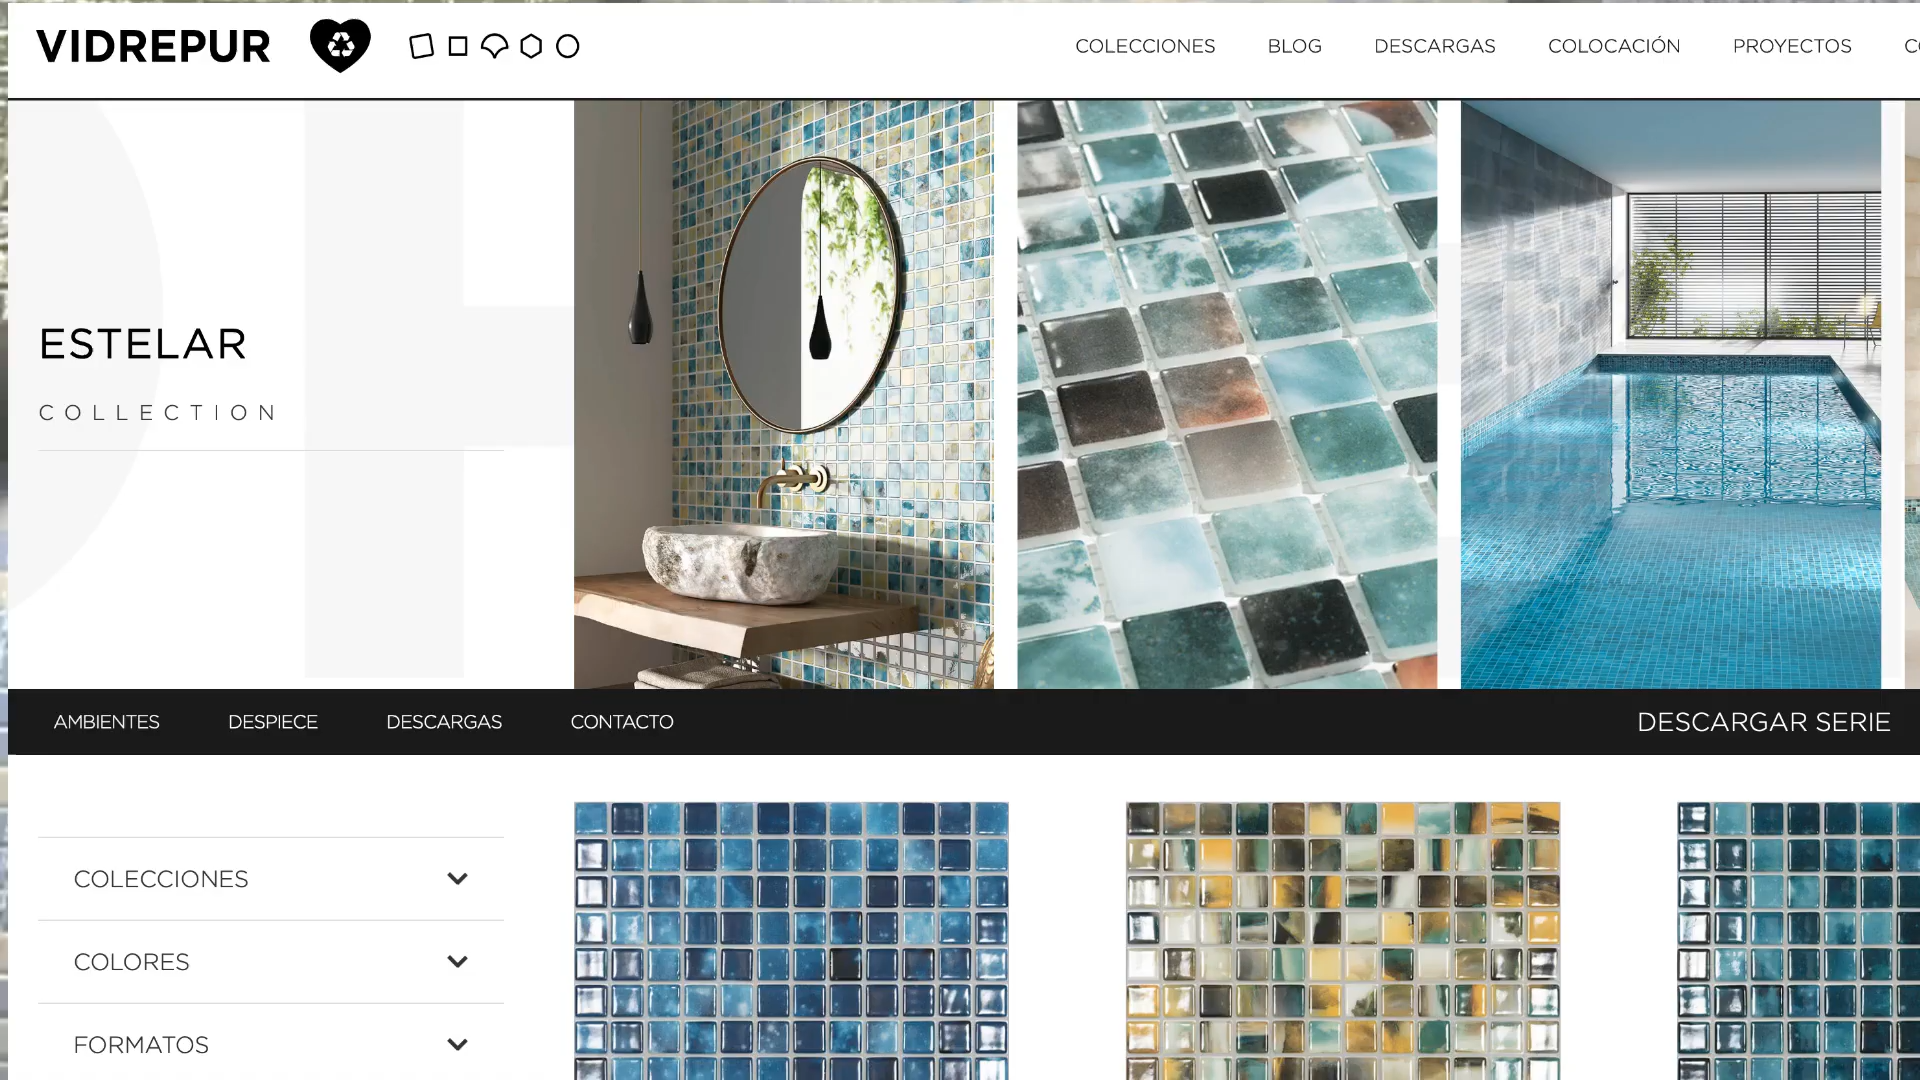 VIDREPUR
COLECCIONES BLOG DESCARGAS COLOCACIÓN PROYECTOS
ESTELAR
COLLECTION
AMBIENTES DESPIECE DESCARGAS CONTACTO DESCARGAR SERIE
COLECCIONES
COLORES
FORMATOS